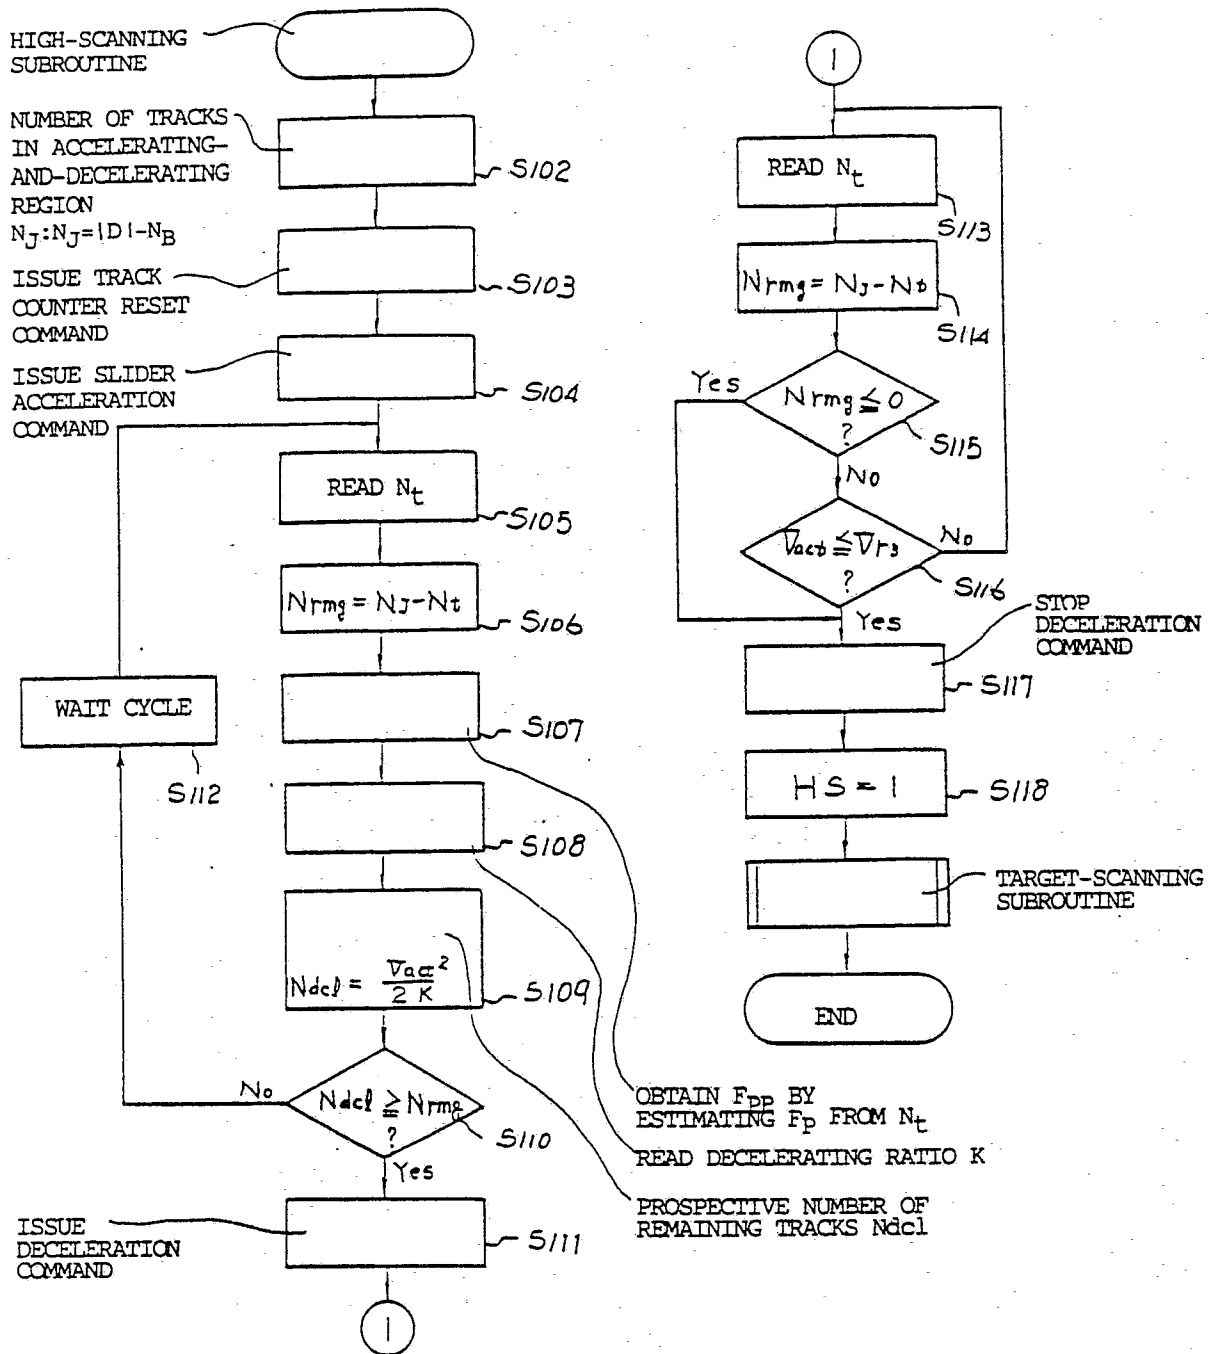 HIGH-SCANNING
SUBROUTINE
NUMBER OF TRACKS
IN ACCELERATING-
AND-DECELERATING
REGION
NJ:NJ=|D|-NB
S102
ISSUE TRACK
COUNTER RESET
COMMAND
S103
ISSUE SLIDER
ACCELERATION
COMMAND
S104
READ Nt
S105
Nrmg = NJ-Nt
S106
WAIT CYCLE
S112
S107
S108
Ndcl = Vact²
2 K
S109
No
Ndcl ≧ Nrmg
?
S110
Yes
ISSUE
DECELERATION
COMMAND
S111
1
1
READ Nt
S113
Nrmg = NJ-Nt
S114
Yes
Nrmg ≦ 0
?
S115
No
Vact ≦ Vr3
?
No
S116
Yes
STOP
DECELERATION
COMMAND
S117
HS = 1
S118
TARGET-SCANNING
SUBROUTINE
END
OBTAIN FPP BY
ESTIMATING FP FROM Nt
READ DECELERATING RATIO K
PROSPECTIVE NUMBER OF
REMAINING TRACKS Ndcl